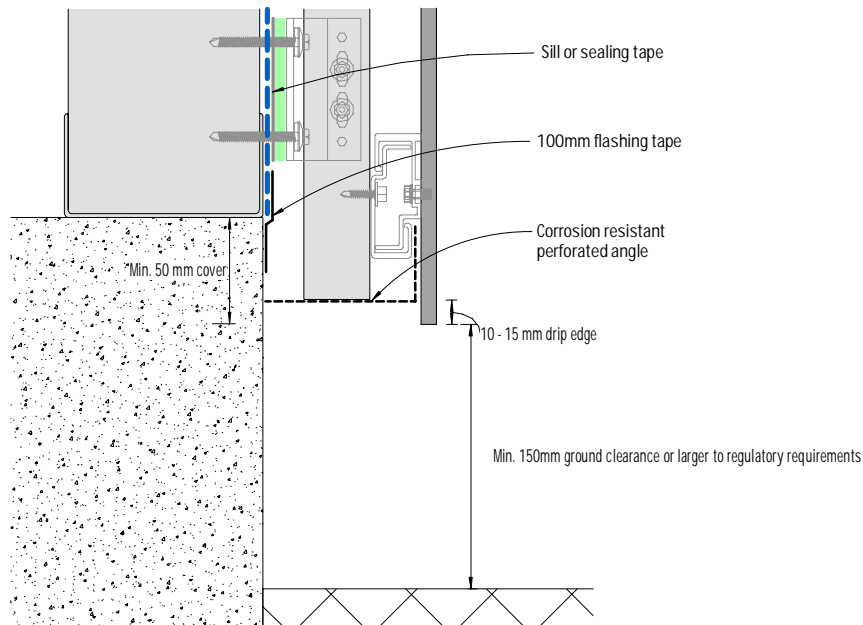 Sill or sealing tape
100mm flashing tape
Corrosion resistant
perforated angle
Min. 50 mm cover
10 - 15 mm drip edge
Min. 150mm ground clearance or larger to regulatory requirements